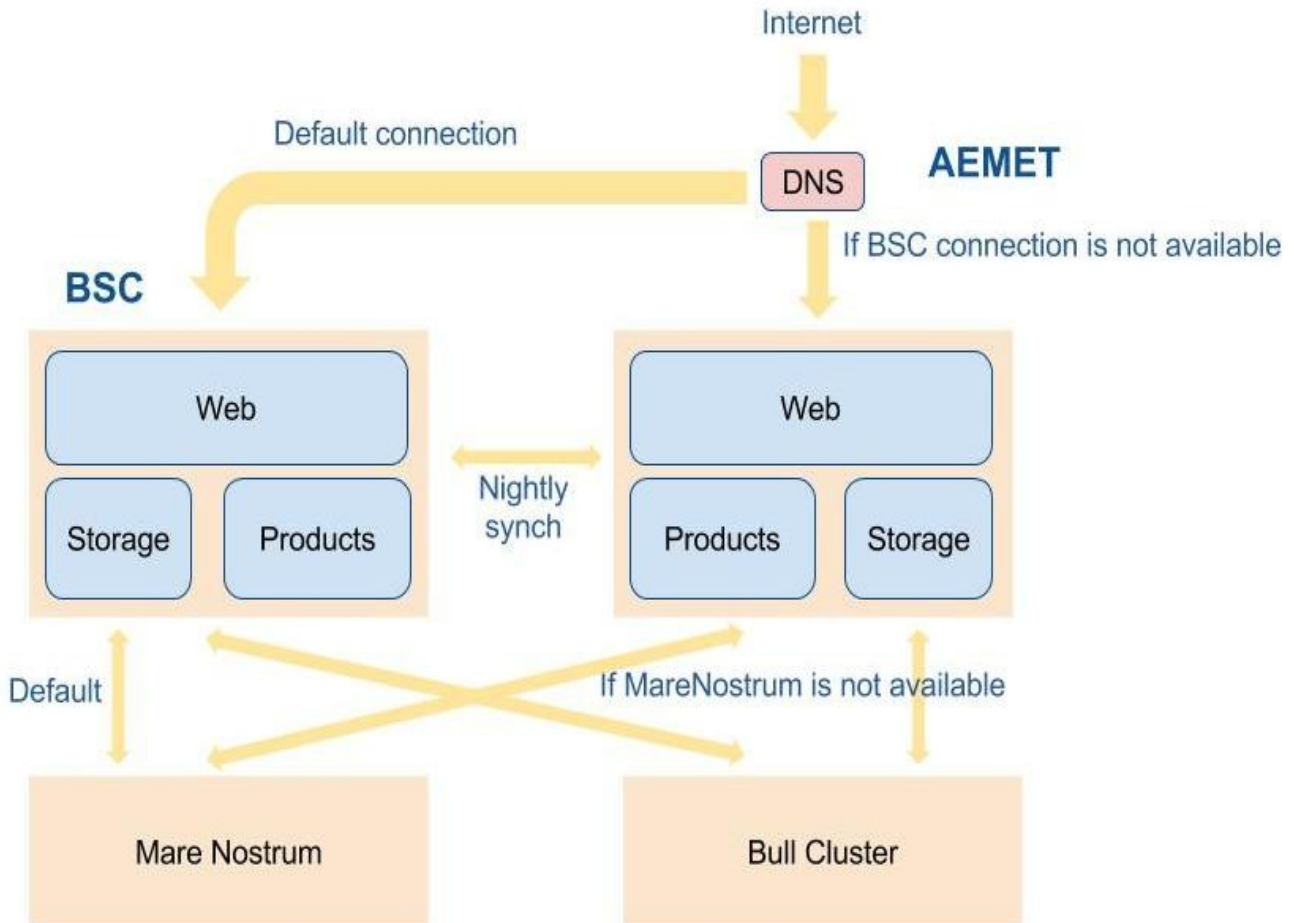 Internet
Default connection
DNS
AEMET
If BSC connection is not available
BSC
Web
Web
Nightly
synch
Storage
Products
Products
Storage
Default
If MareNostrum is not available
Mare Nostrum
Bull Cluster